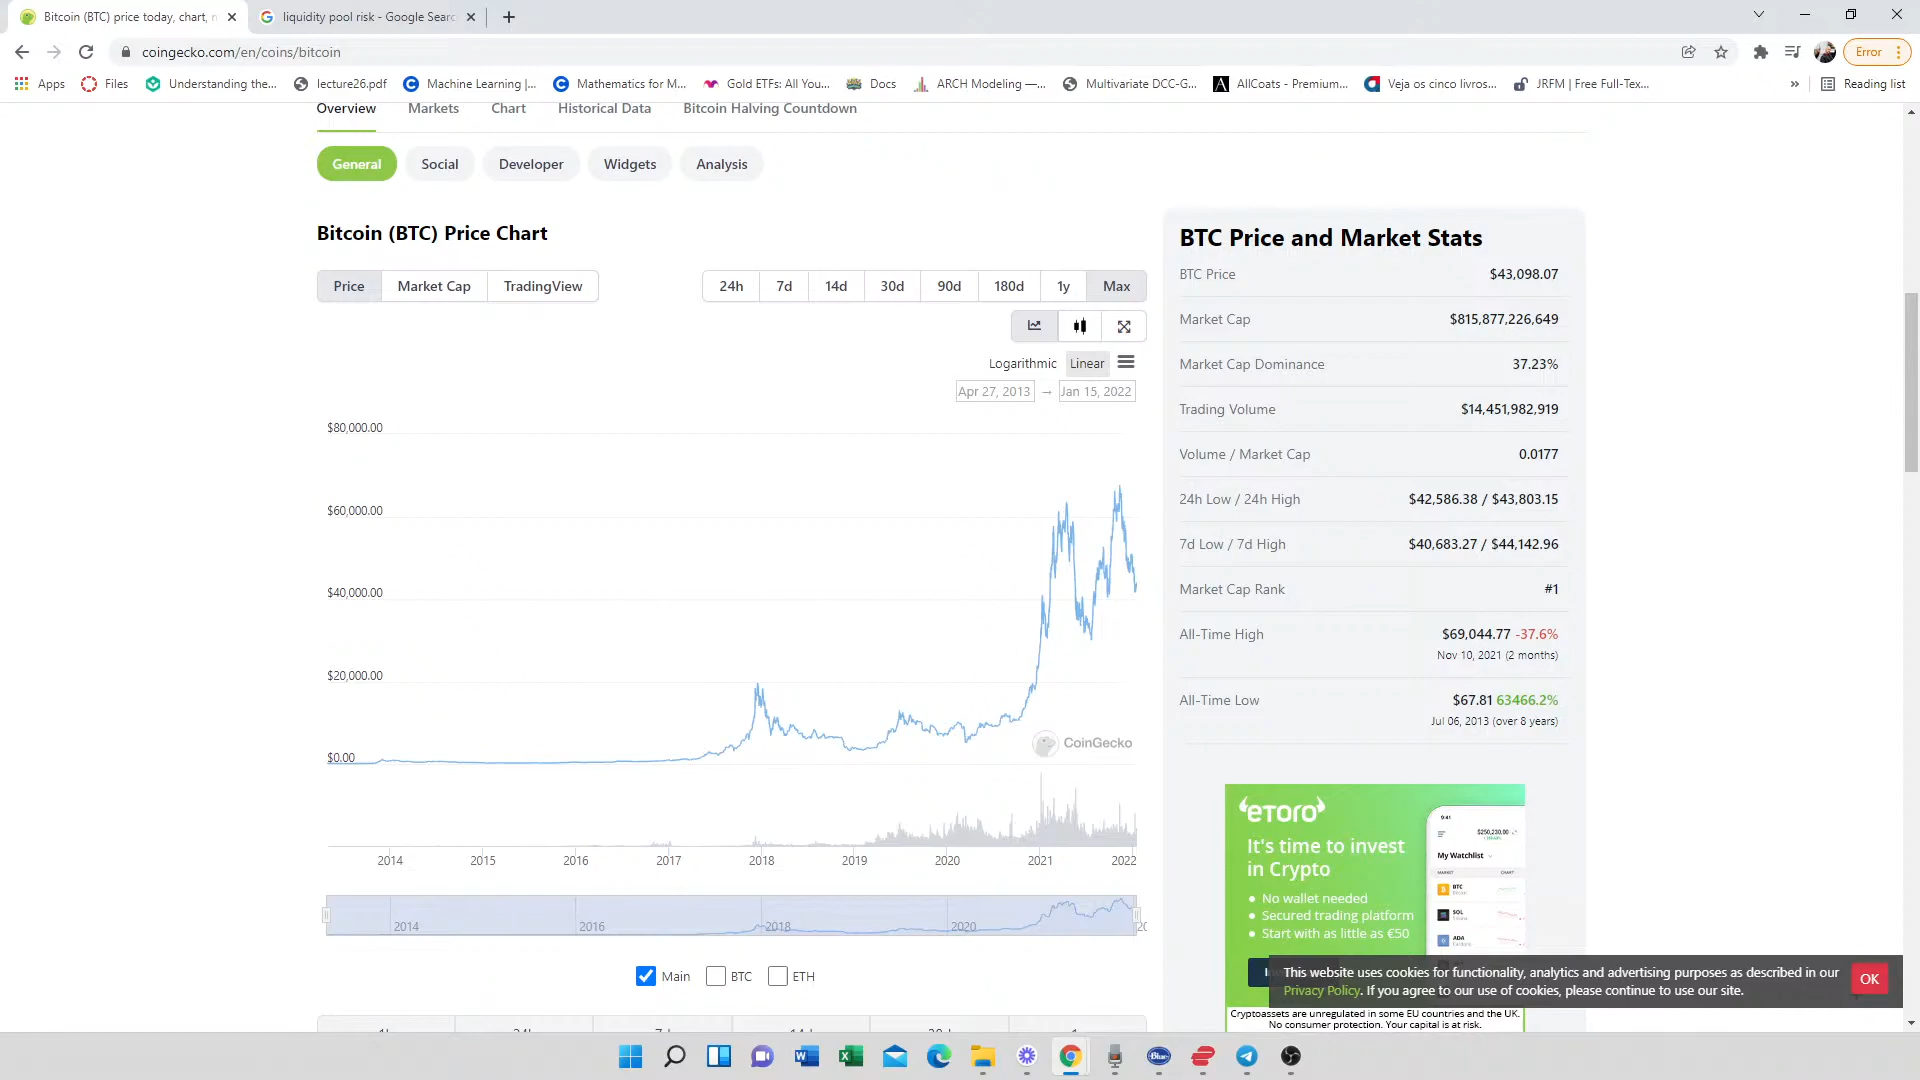 Bitcoin (BTC) price today, chart,
liquidity pool risk - Google Sear
coingecko.com/en/coins/bitcoin
Error
Apps
Files
Understanding the...
lecture26.pdf
Machine Learning |...
Mathematics for M...
Gold ETFs: All You...
Docs
ARCH Modeling —...
Multivariate DCC-G...
AllCoats - Premium...
Veja os cinco livros...
JRFM | Free Full-Tex...
»
Reading list
Overview
Markets
Chart
Historical Data
Bitcoin Halving Countdown
General
Social
Developer
Widgets
Analysis
Bitcoin (BTC) Price Chart
Price
Market Cap
TradingView
24h
7d
14d
30d
90d
180d
1y
Max
Logarithmic
Linear
Apr 27, 2013 → Jan 15, 2022
$80,000.00
$60,000.00
$40,000.00
$20,000.00
$0.00
CoinGecko
2014
2015
2016
2017
2018
2019
2020
2021
2022
2014
2016
2018
2020
Main
BTC
ETH
BTC Price and Market Stats
BTC Price $43,098.07
Market Cap $815,877,226,649
Market Cap Dominance 37.23%
Trading Volume $14,451,982,919
Volume / Market Cap 0.0177
24h Low / 24h High $42,586.38 / $43,803.15
7d Low / 7d High $40,683.27 / $44,142.96
Market Cap Rank #1
All-Time High $69,044.77 -37.6%
Nov 10, 2021 (2 months)
All-Time Low $67.81 63466.2%
Jul 06, 2013 (over 8 years)
eToro
It's time to invest
in Crypto
• No wallet needed
• Secured trading platform
• Start with as little as €50
9:41
$250,230.00
My Watchlist
MARKET
CHART
BTC
SOL
ADA
This website uses cookies for functionality, analytics and advertising purposes as described in our
Privacy Policy. If you agree to our use of cookies, please continue to use our site.
OK
Cryptoassets are unregulated in some EU countries and the UK.
No consumer protection. Your capital is at risk.